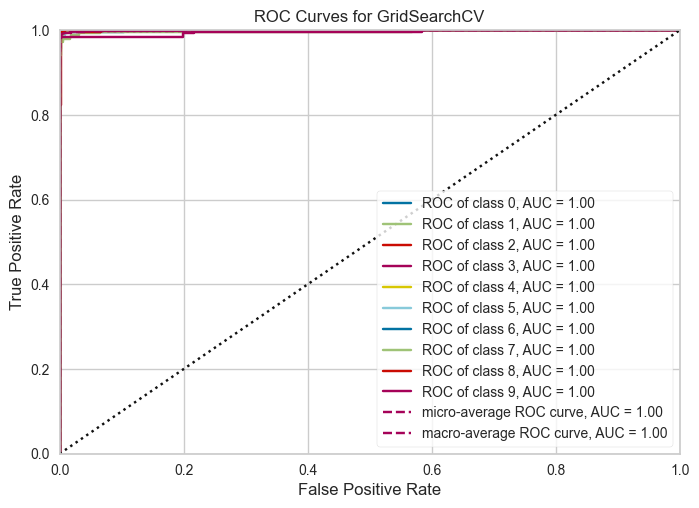 ROC Curves for GridSearchCV
1.0
0.8
0.6
0.4
0.2
0.0
True Positive Rate
ROC of class 0, AUC = 1.00
ROC of class 1, AUC = 1.00
ROC of class 2, AUC = 1.00
ROC of class 3, AUC = 1.00
ROC of class 4, AUC = 1.00
ROC of class 5, AUC = 1.00
ROC of class 6, AUC = 1.00
ROC of class 7, AUC = 1.00
ROC of class 8, AUC = 1.00
ROC of class 9, AUC = 1.00
micro-average ROC curve, AUC = 1.00
macro-average ROC curve, AUC = 1.00
0.0 0.2 0.4 0.6 0.8 1.0
False Positive Rate